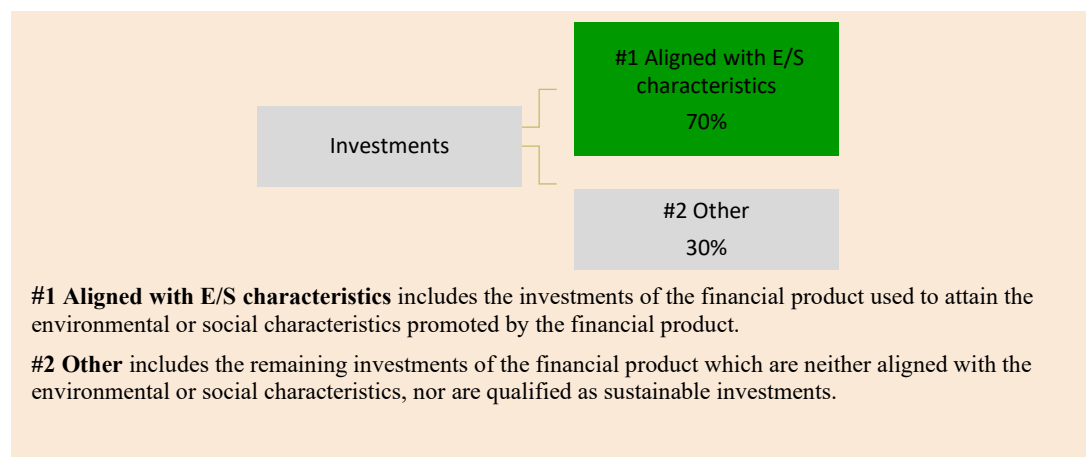 #1 Aligned with E/S
characteristics
70%
Investments
#2 Other
30%
#1 Aligned with E/S characteristics includes the investments of the financial product used to attain the
environmental or social characteristics promoted by the financial product.
#2 Other includes the remaining investments of the financial product which are neither aligned with the
environmental or social characteristics, nor are qualified as sustainable investments.